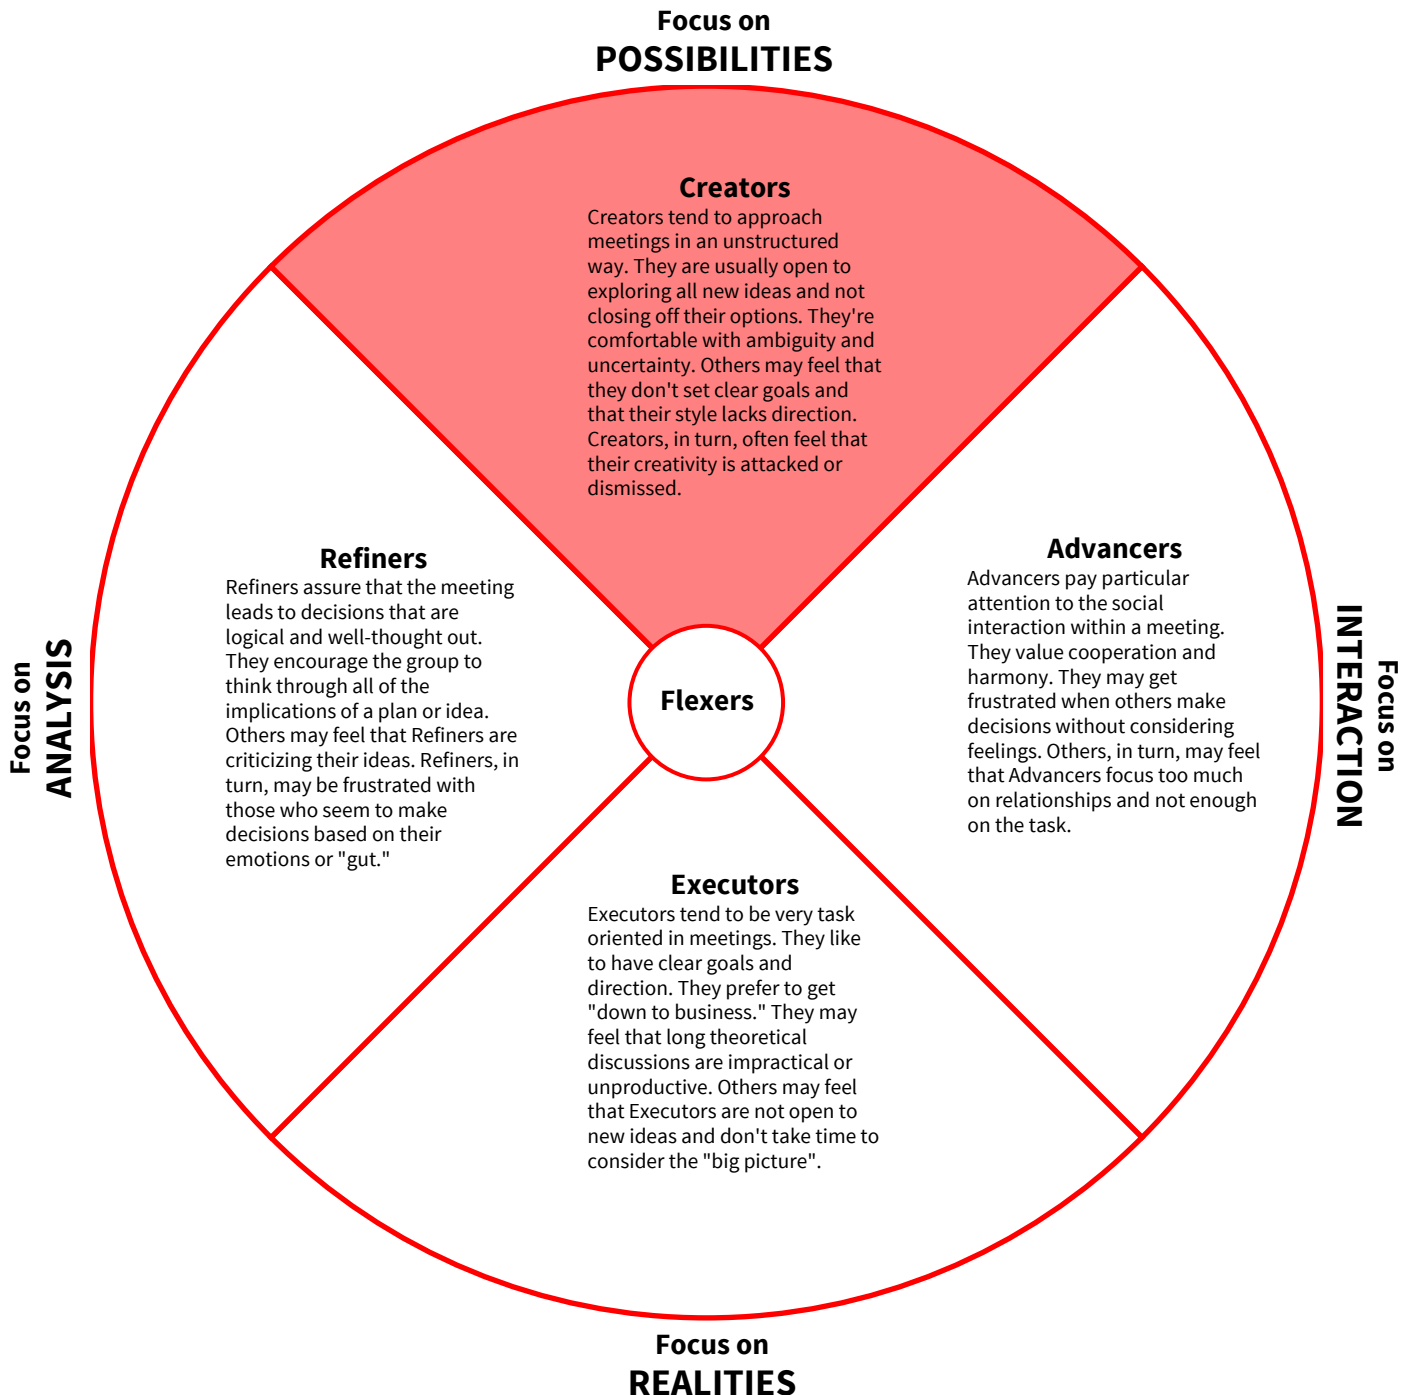 Focus on
POSSIBILITIES
Creators
Creators tend to approach
meetings in an unstructured
way. They are usually open to
exploring all new ideas and not
closing off their options. They're
comfortable with ambiguity and
uncertainty. Others may feel that
they don't set clear goals and
that their style lacks direction.
Creators, in turn, often feel that
their creativity is attacked or
dismissed.
Focus on
ANALYSIS
Refiners
Refiners assure that the meeting
leads to decisions that are
logical and well-thought out.
They encourage the group to
think through all of the
implications of a plan or idea.
Others may feel that Refiners are
criticizing their ideas. Refiners, in
turn, may be frustrated with
those who seem to make
decisions based on their
emotions or "gut."
Flexers
Advancers
Advancers pay particular
attention to the social
interaction within a meeting.
They value cooperation and
harmony. They may get
frustrated when others make
decisions without considering
feelings. Others, in turn, may feel
that Advancers focus too much
on relationships and not enough
on the task.
Focus on
INTERACTION
Executors
Executors tend to be very task
oriented in meetings. They like
to have clear goals and
direction. They prefer to get
"down to business." They may
feel that long theoretical
discussions are impractical or
unproductive. Others may feel
that Executors are not open to
new ideas and don't take time to
consider the "big picture".
Focus on
REALITIES